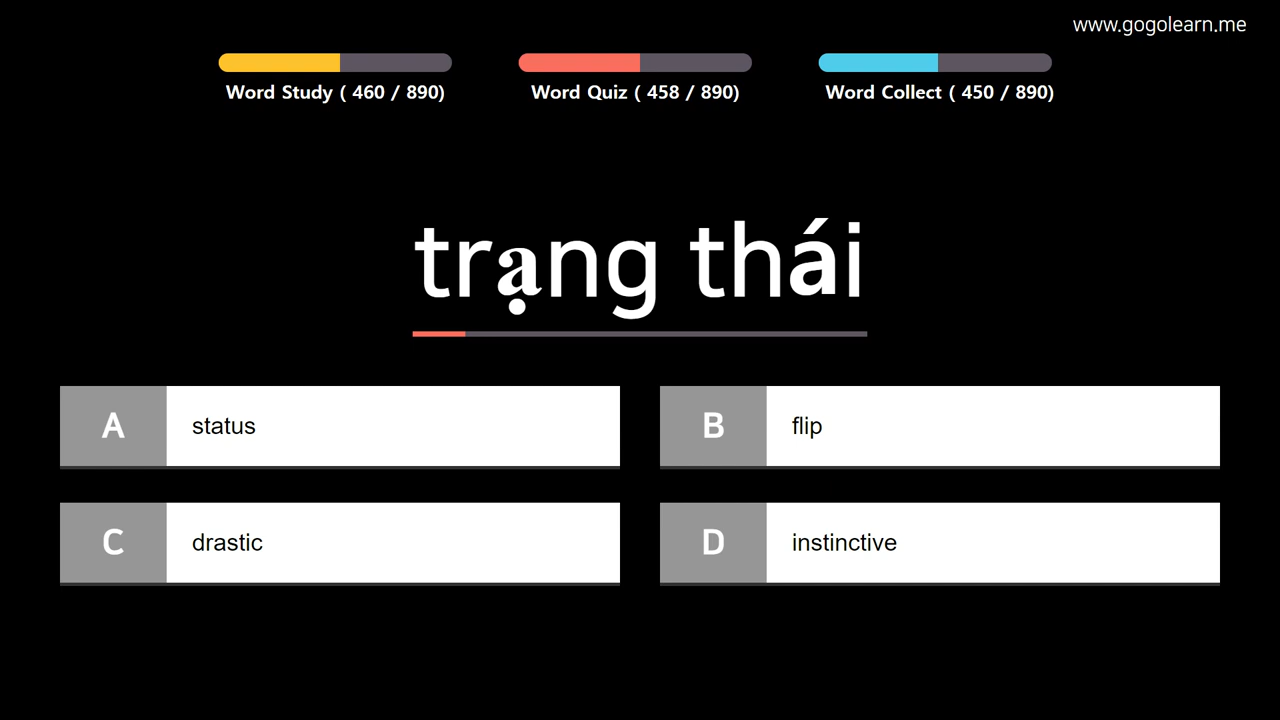 www.gogolearn.me
Word Study ( 460 / 890)
Word Quiz ( 458 / 890)
Word Collect ( 450 / 890)
trạng thái
A status
B flip
C drastic
D instinctive